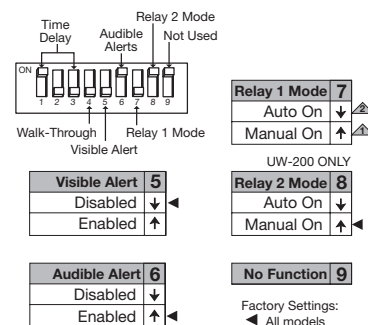 Relay 2 Mode
Time Delay
Audible Alerts
Not Used
ON
1 2 3 4 5 6 7 8 9
Walk-Through
Relay 1 Mode
Visible Alert
Relay 1 Mode 7
Auto On ↓ 2
Manual On ↑ 1
UW-200 ONLY
Visible Alert 5
Disabled ↓ ◄
Enabled ↑
Relay 2 Mode 8
Auto On ↓
Manual On ↑ ◄
Audible Alert 6
Disabled ↓
Enabled ↑ ◄
No Function 9
Factory Settings:
◄ All models